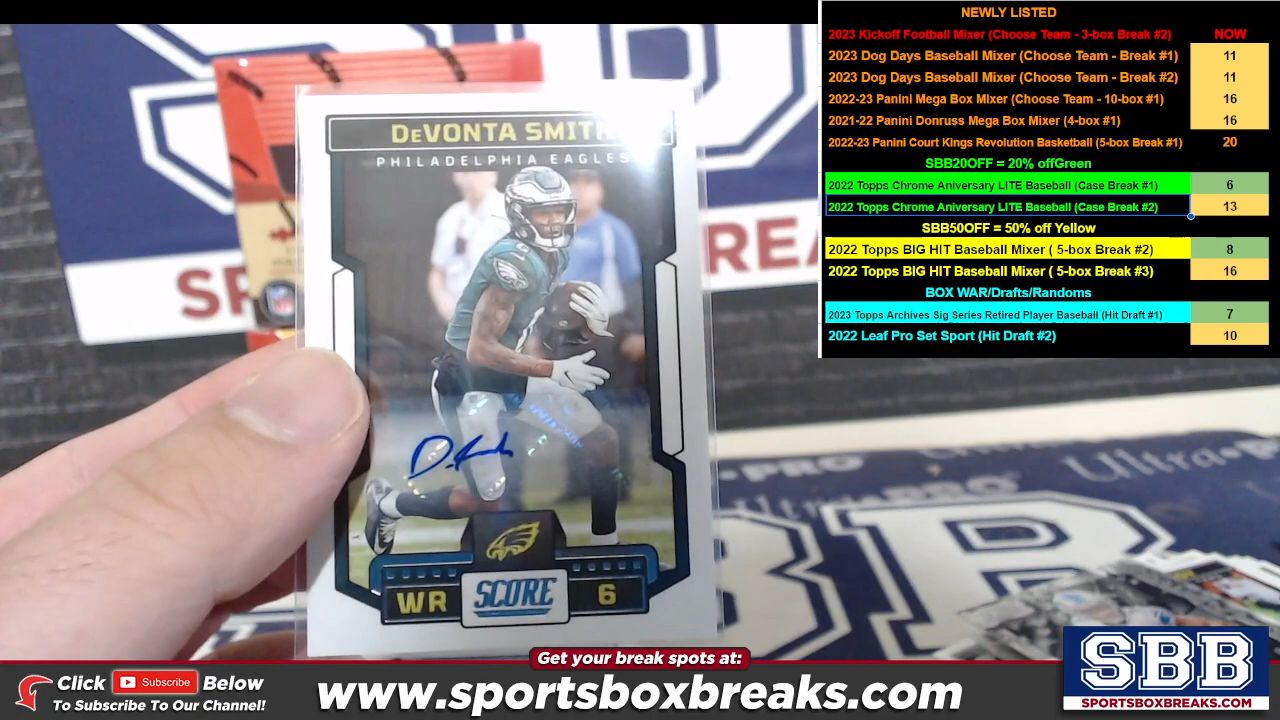 DeVONTA SMITH
PHILADELPHIA EAGLES
WR SCORE 6
NEWLY LISTED
2023 Kickoff Football Mixer (Choose Team - 3-box Break #2) NOW
2023 Dog Days Baseball Mixer (Choose Team - Break #1) 11
2023 Dog Days Baseball Mixer (Choose Team - Break #2) 11
2022-23 Panini Mega Box Mixer (Choose Team - 10-box #1) 16
2021-22 Panini Donruss Mega Box Mixer (4-box #1) 16
2022-23 Panini Court Kings Revolution Basketball (5-box Break #1) 20
SBB20OFF = 20% offGreen
2022 Topps Chrome Aniversary LITE Baseball (Case Break #1) 6
2022 Topps Chrome Aniversary LITE Baseball (Case Break #2) 13
SBB50OFF = 50% off Yellow
2022 Topps BIG HIT Baseball Mixer ( 5-box Break #2) 8
2022 Topps BIG HIT Baseball Mixer ( 5-box Break #3) 16
BOX WAR/Drafts/Randoms
2023 Topps Archives Sig Series Retired Player Baseball (Hit Draft #1) 7
2022 Leaf Pro Set Sport (Hit Draft #2) 10
Get your break spots at:
Click Subscribe Below
To Subscribe To Our Channel!
www.sportsboxbreaks.com
SBB
SPORTSBOXBREAKS.COM